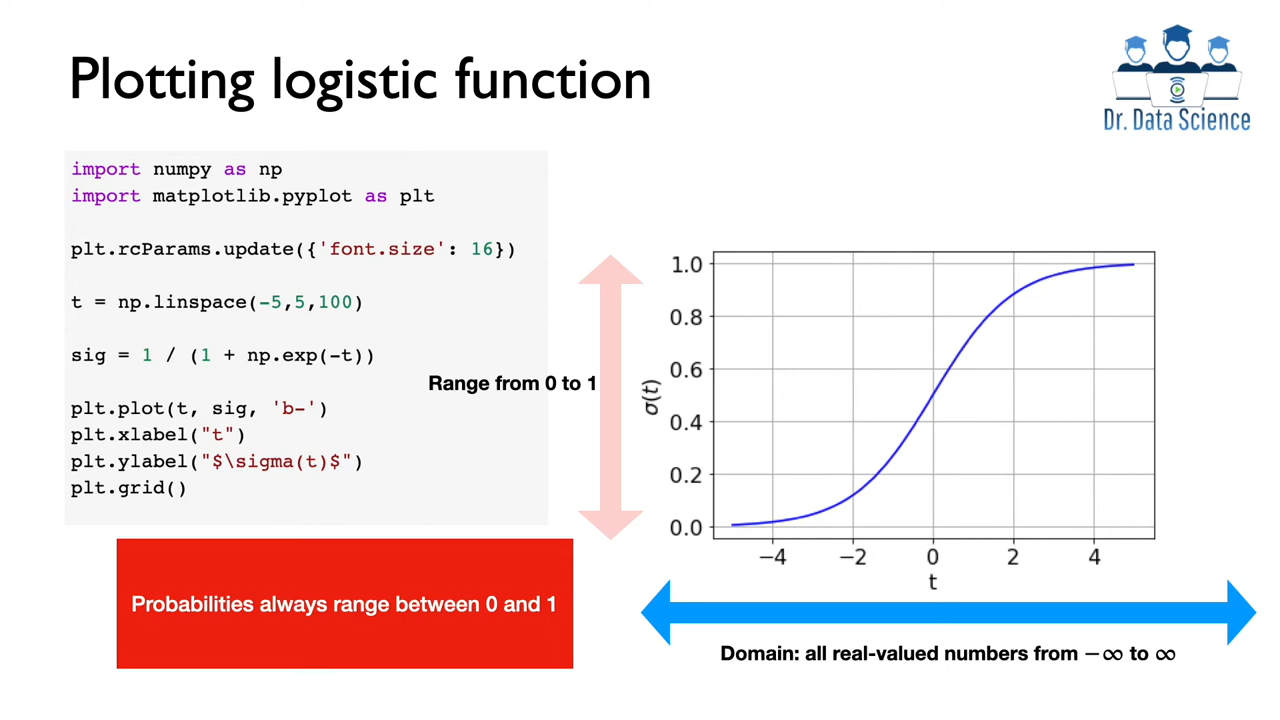 Plotting logistic function
Dr. Data Science
import numpy as np
import matplotlib.pyplot as plt
plt.rcParams.update({'font.size': 16})
t = np.linspace(-5,5,100)
sig = 1 / (1 + np.exp(-t))
plt.plot(t, sig, 'b-')
plt.xlabel("t")
plt.ylabel("$\sigma(t)$")
plt.grid()
Range from 0 to 1
Probabilities always range between 0 and 1
σ(t)
1.0
0.8
0.6
0.4
0.2
0.0
−4 −2 0 2 4
t
Domain: all real-valued numbers from −∞ to ∞